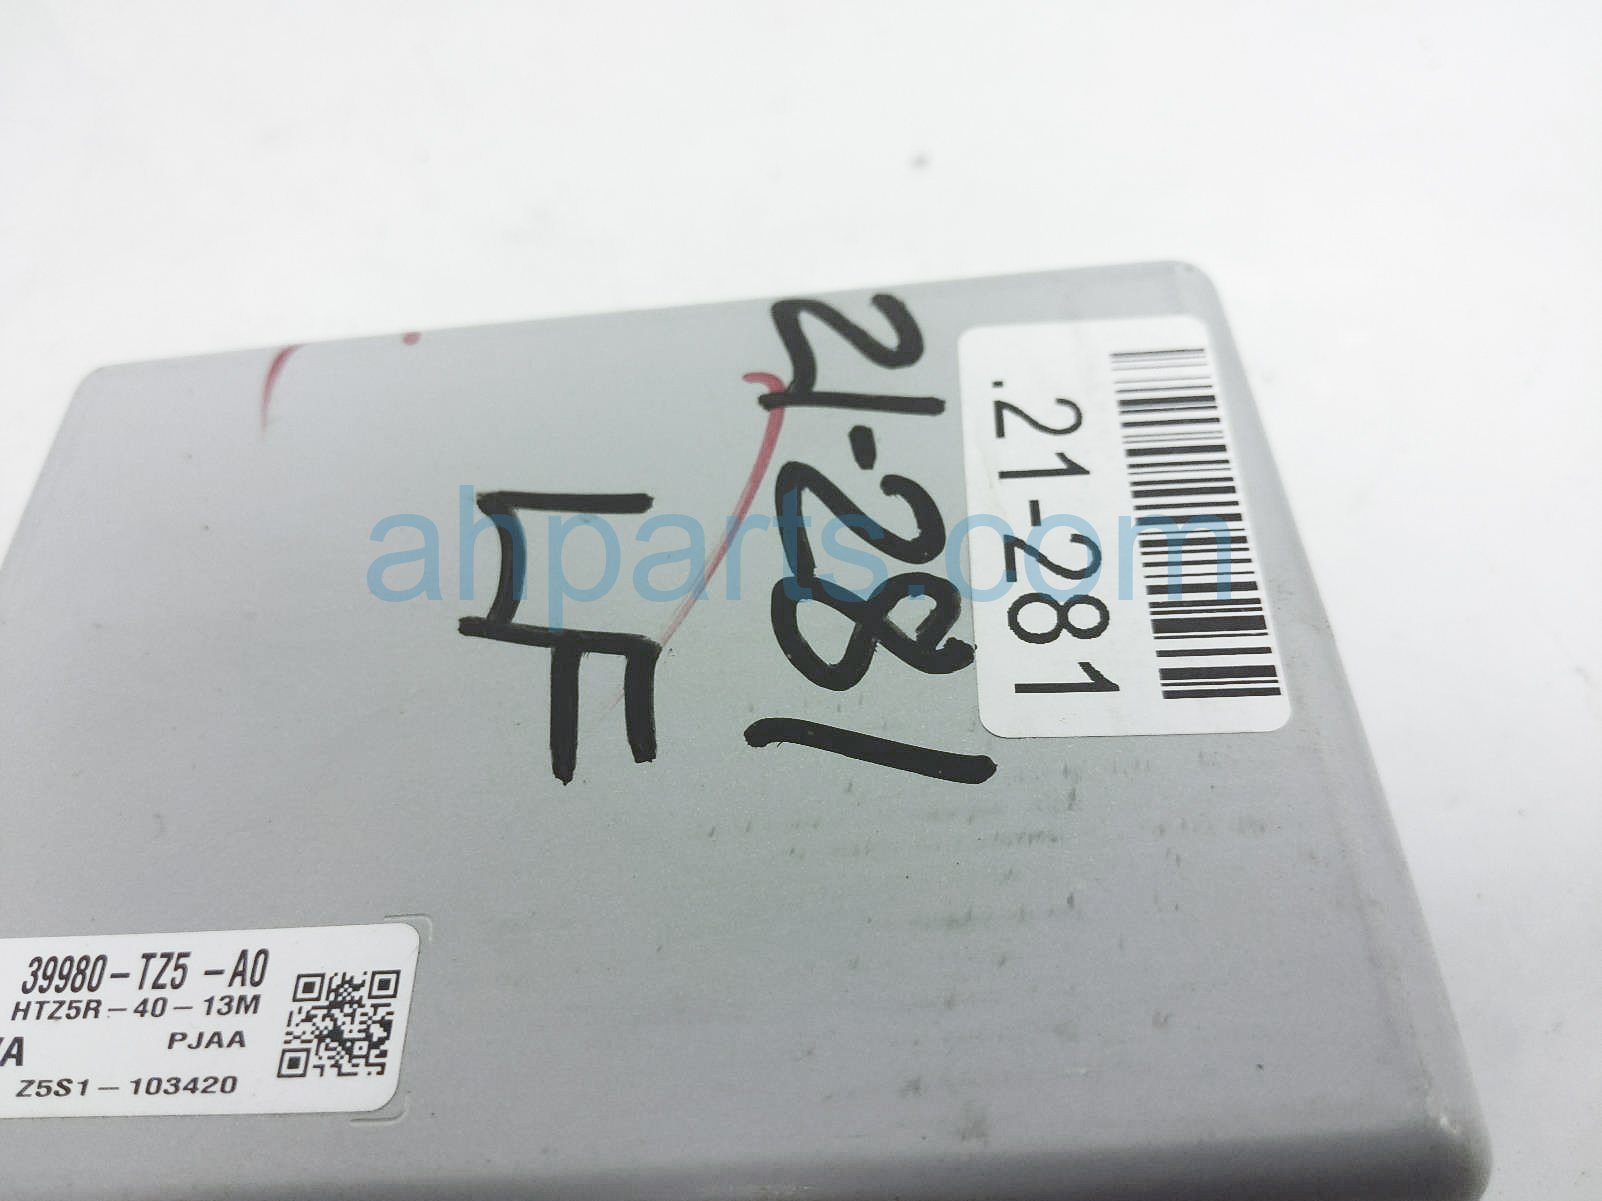 21-281
LF
.21-281
ahparts.com
39980-TZ5 -A0
HTZ5R-40-13M
PJAA
Z5S1-103420